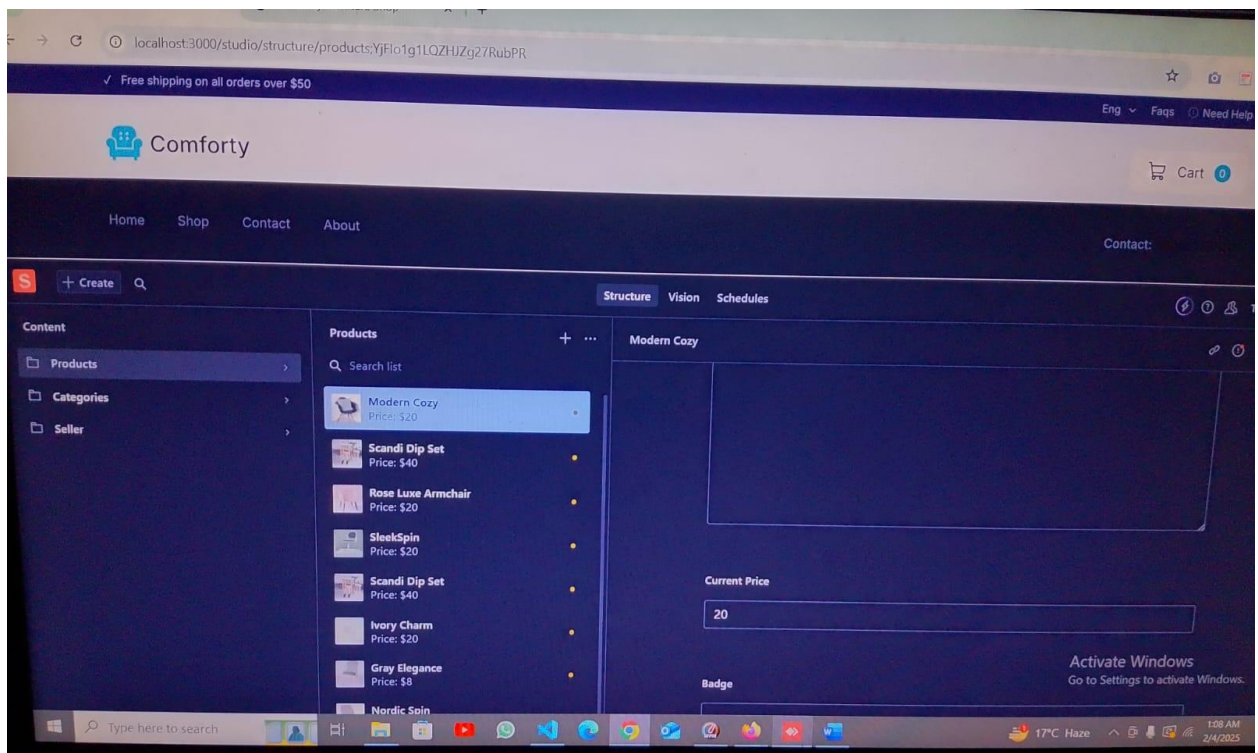 localhost:3000/studio/structure/products;YjFlo1g1LQZHJZg27RubPR
✓ Free shipping on all orders over $50
Eng Faqs Need Help
Comforty
Cart 0
Home Shop Contact About
Contact:
S + Create
Structure Vision Schedules
Content
Products
Categories
Seller
Products
Search list
Modern Cozy
Price: $20
Scandi Dip Set
Price: $40
Rose Luxe Armchair
Price: $20
SleekSpin
Price: $20
Scandi Dip Set
Price: $40
Ivory Charm
Price: $20
Gray Elegance
Price: $8
Nordic Spin
Modern Cozy
Current Price
20
Badge
Activate Windows
Go to Settings to activate Windows.
Type here to search
17°C Haze
1:08 AM
2/4/2025